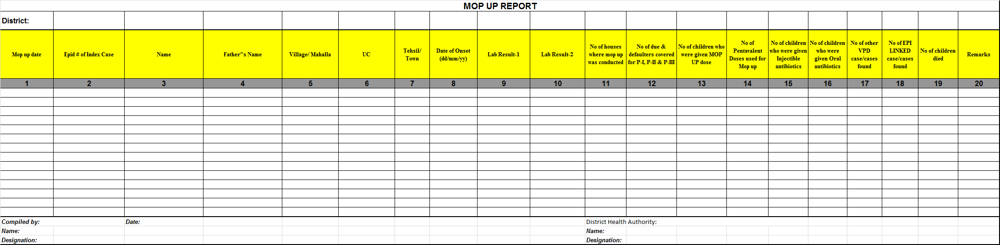 MOP UP REPORT
District:
Mop up date
Epid # of Index Case
Name
Father"s Name
Village/ Mahalla
UC
Tehsil/
Town
Date of Onset
(dd/mm/yy)
Lab Result-1
Lab Result-2
No of houses
where mop up
was conducted
No of due &
defaulters covered
for P-I, P-II & P-III
No of children who
were given MOP
UP dose
No of
Pentavalent
Doses used for
Mop up
No of children
who were given
Injectible
antibiotics
No of children
who were
given Oral
antibiotics
No of other
VPD
case/cases
found
No of EPI
LINKED
case/cases
found
No of children
died
Remarks
1 2 3 4 5 6 7 8 9 10 11 12 13 14 15 16 17 18 19 20
Compiled by: Date: District Health Authority:
Name: Name:
Designation: Designation: